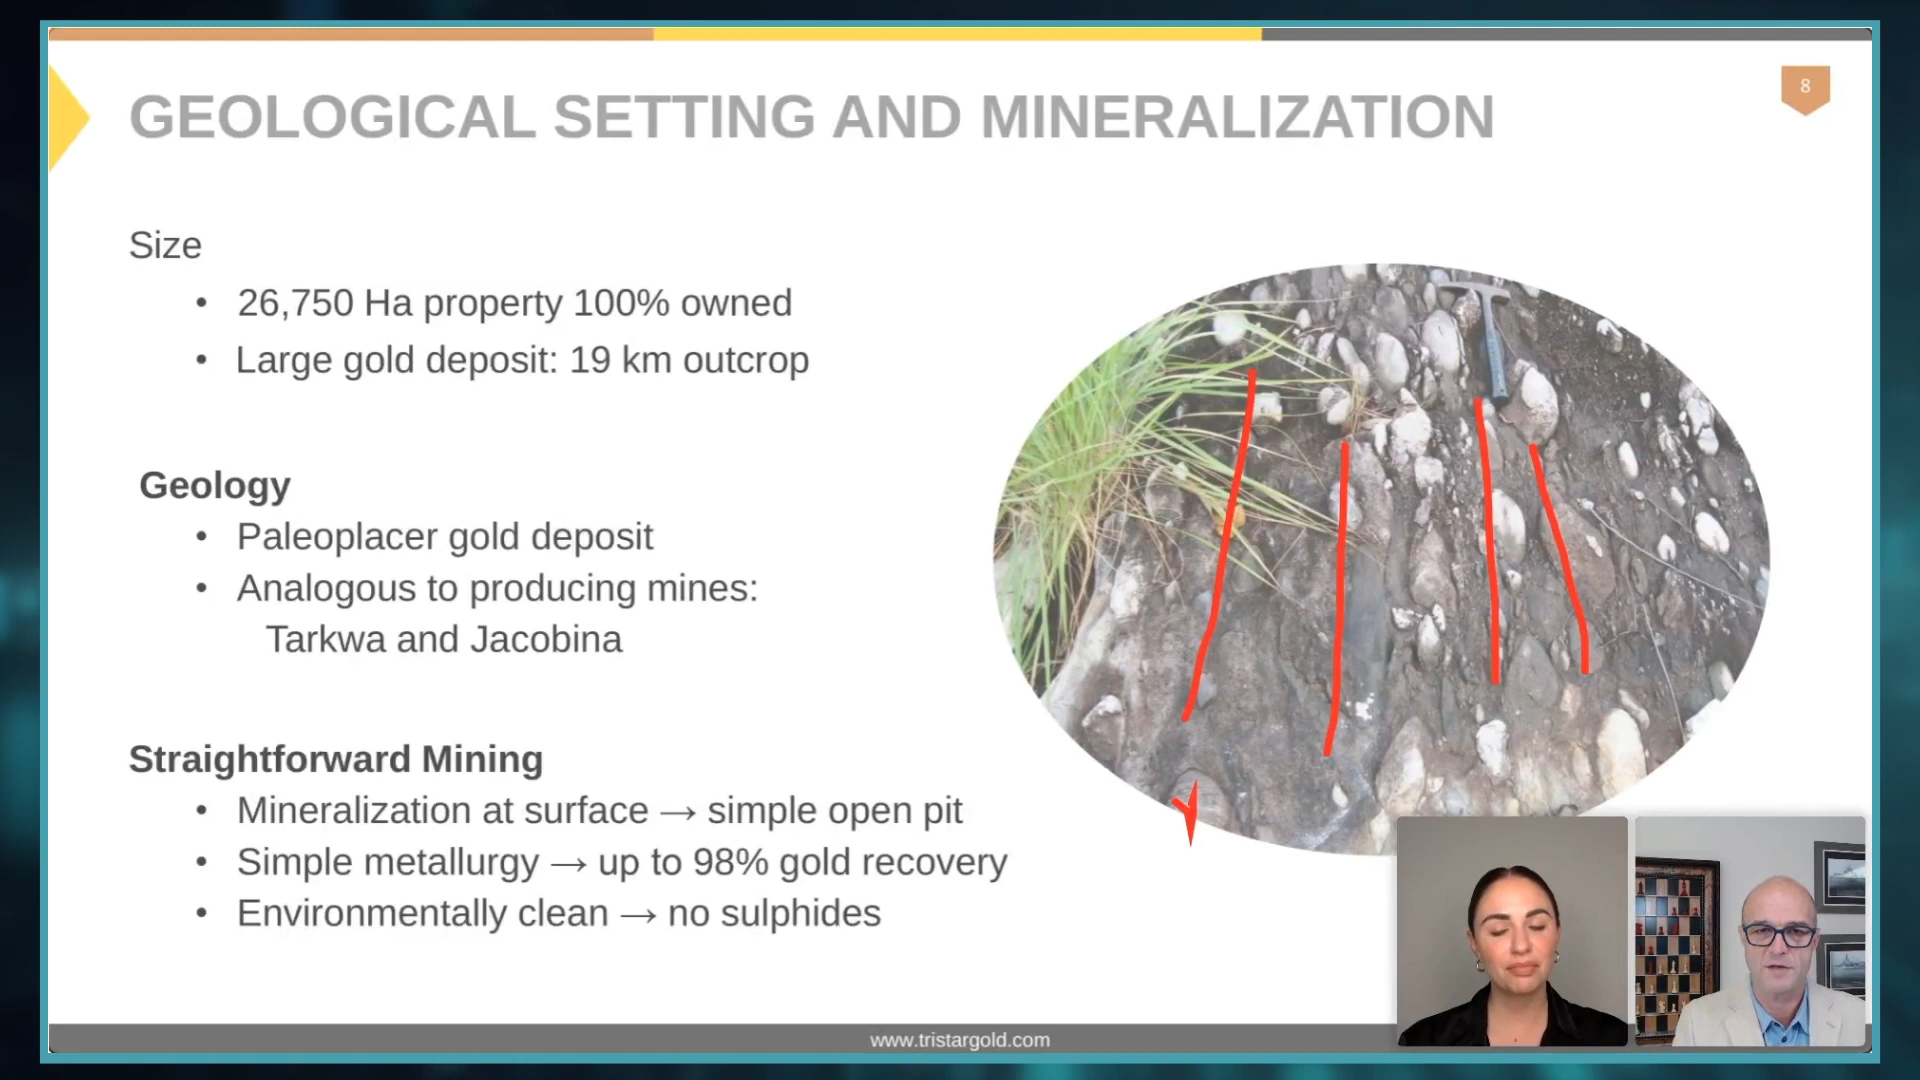 8
GEOLOGICAL SETTING AND MINERALIZATION
Size
• 26,750 Ha property 100% owned
• Large gold deposit: 19 km outcrop
Geology
• Paleoplacer gold deposit
• Analogous to producing mines:
Tarkwa and Jacobina
Straightforward Mining
• Mineralization at surface → simple open pit
• Simple metallurgy → up to 98% gold recovery
• Environmentally clean → no sulphides
www.tristargold.com